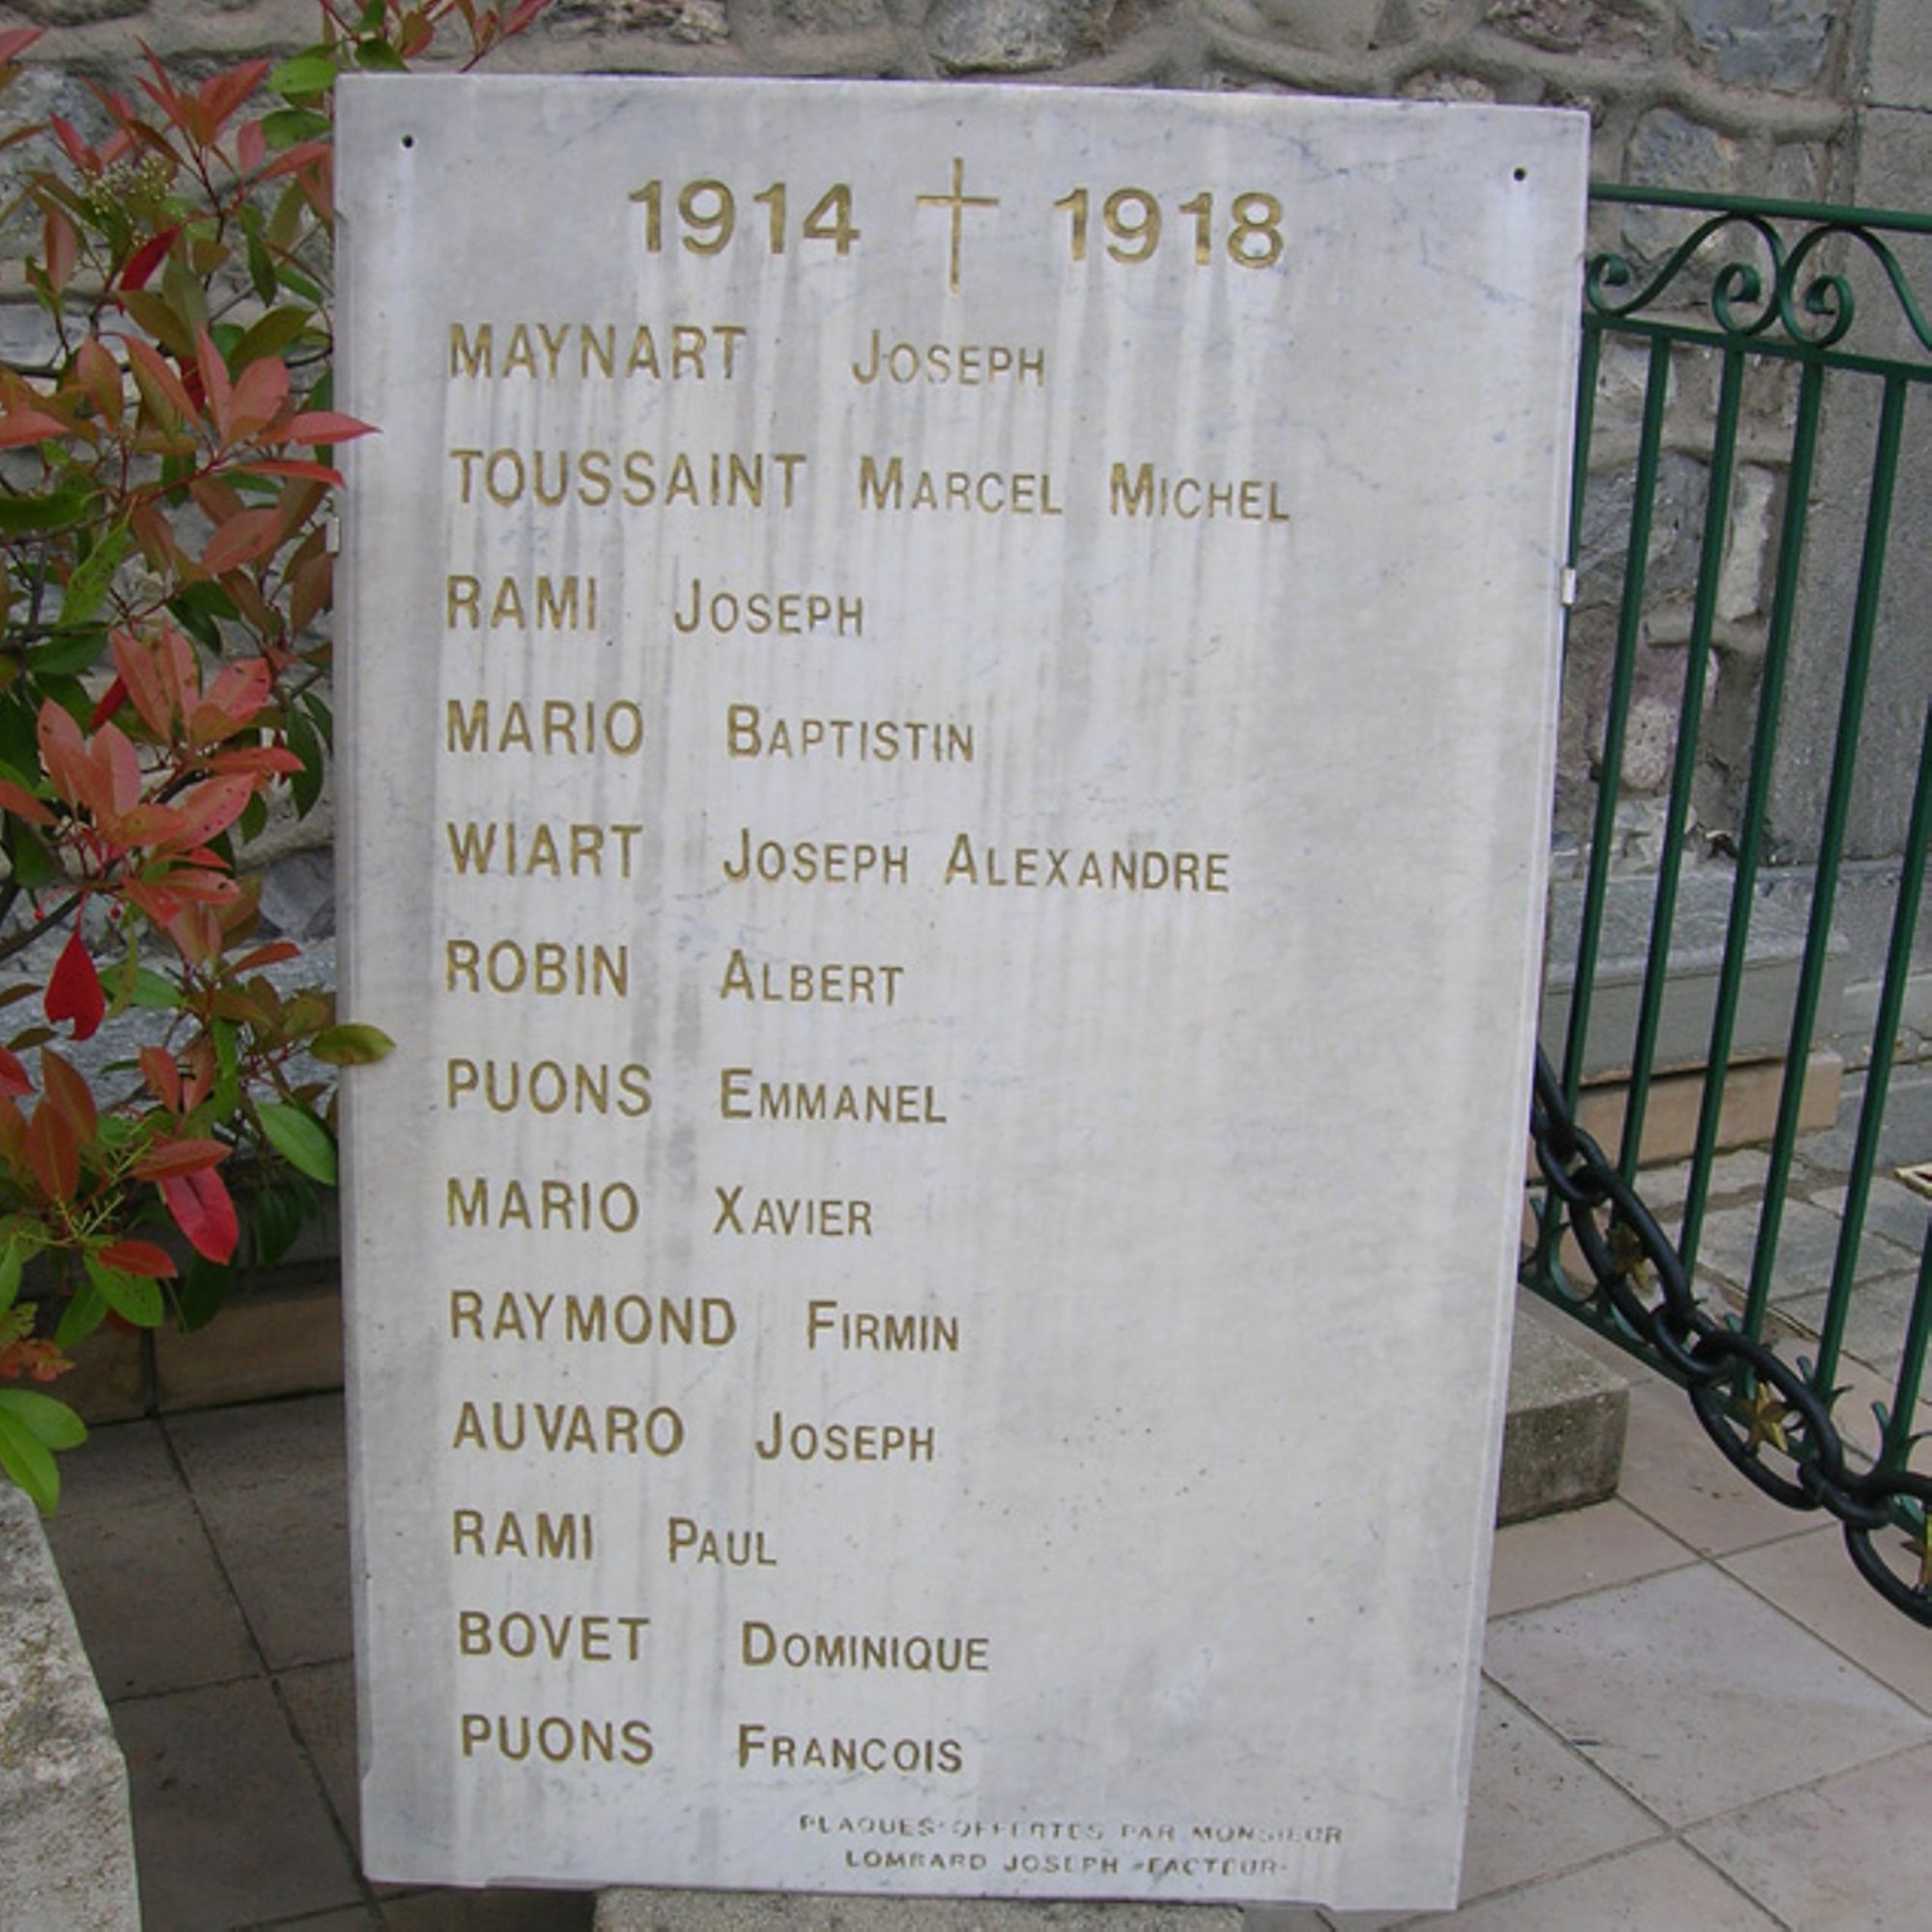 1914 † 1918
MAYNART JOSEPH
TOUSSAINT MARCEL MICHEL
RAMI JOSEPH
MARIO BAPTISTIN
WIART JOSEPH ALEXANDRE
ROBIN ALBERT
PUONS EMMANEL
MARIO XAVIER
RAYMOND FIRMIN
AUVARO JOSEPH
RAMI PAUL
BOVET DOMINIQUE
PUONS FRANCOIS
PLAQUES OFFERTES PAR MONSIEUR
LOMBARD JOSEPH -FACTEUR-